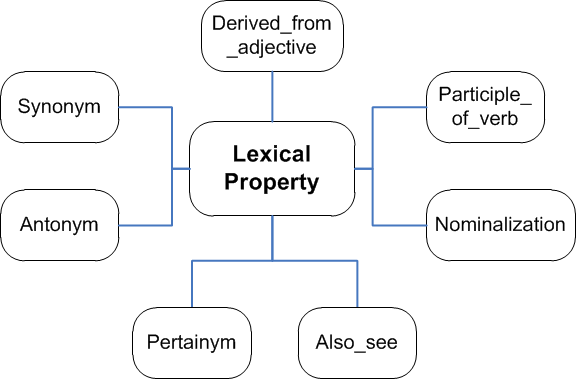 Derived_from
_adjective
Synonym
Participle_
of_verb
Lexical
Property
Antonym
Nominalization
Pertainym
Also_see